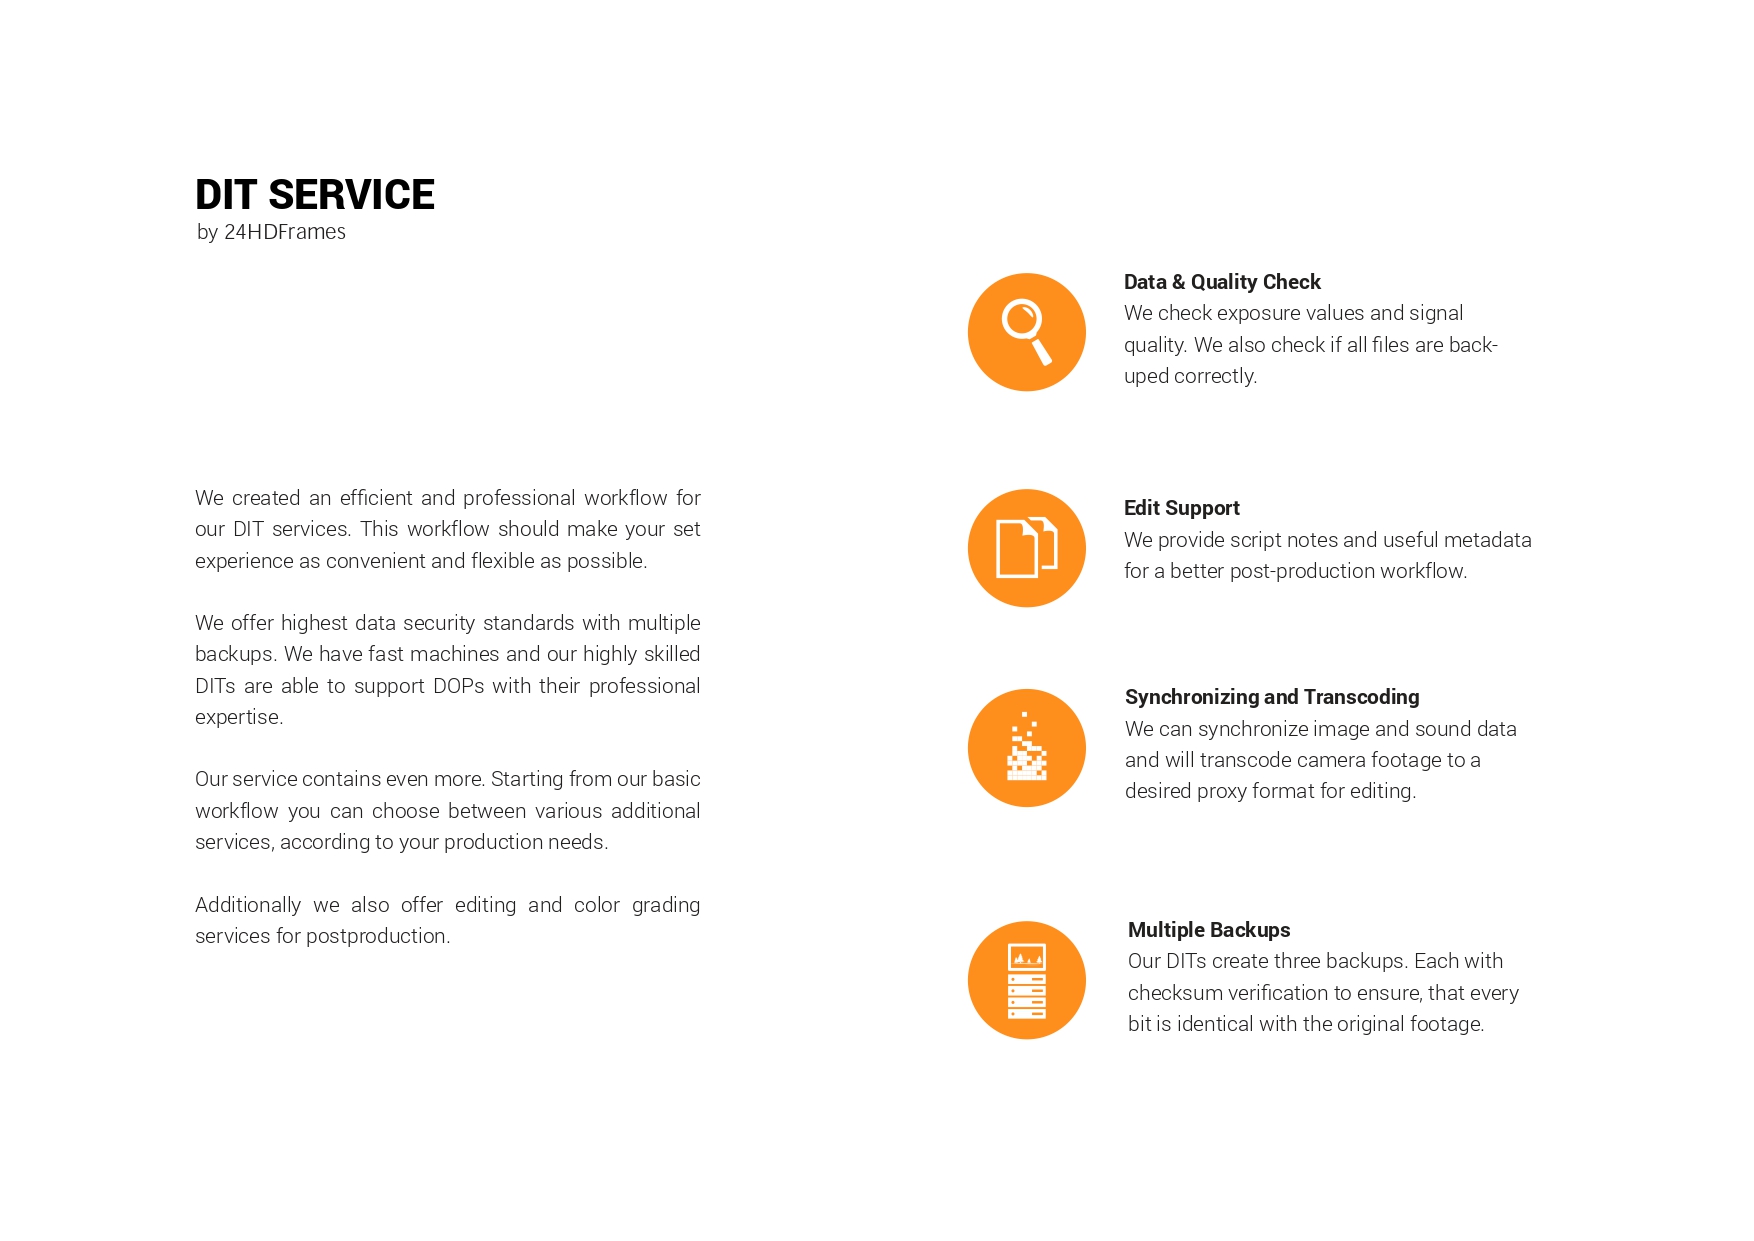 DIT SERVICE
by 24HDFrames
We created an efficient and professional workflow for
our DIT services. This workflow should make your set
experience as convenient and flexible as possible.
We offer highest data security standards with multiple
backups. We have fast machines and our highly skilled
DITs are able to support DOPs with their professional
expertise.
Our service contains even more. Starting from our basic
workflow you can choose between various additional
services, according to your production needs.
Additionally we also offer editing and color grading
services for postproduction.
Data & Quality Check
We check exposure values and signal
quality. We also check if all files are back-
uped correctly.
Edit Support
We provide script notes and useful metadata
for a better post-production workflow.
Synchronizing and Transcoding
We can synchronize image and sound data
and will transcode camera footage to a
desired proxy format for editing.
Multiple Backups
Our DITs create three backups. Each with
checksum verification to ensure, that every
bit is identical with the original footage.